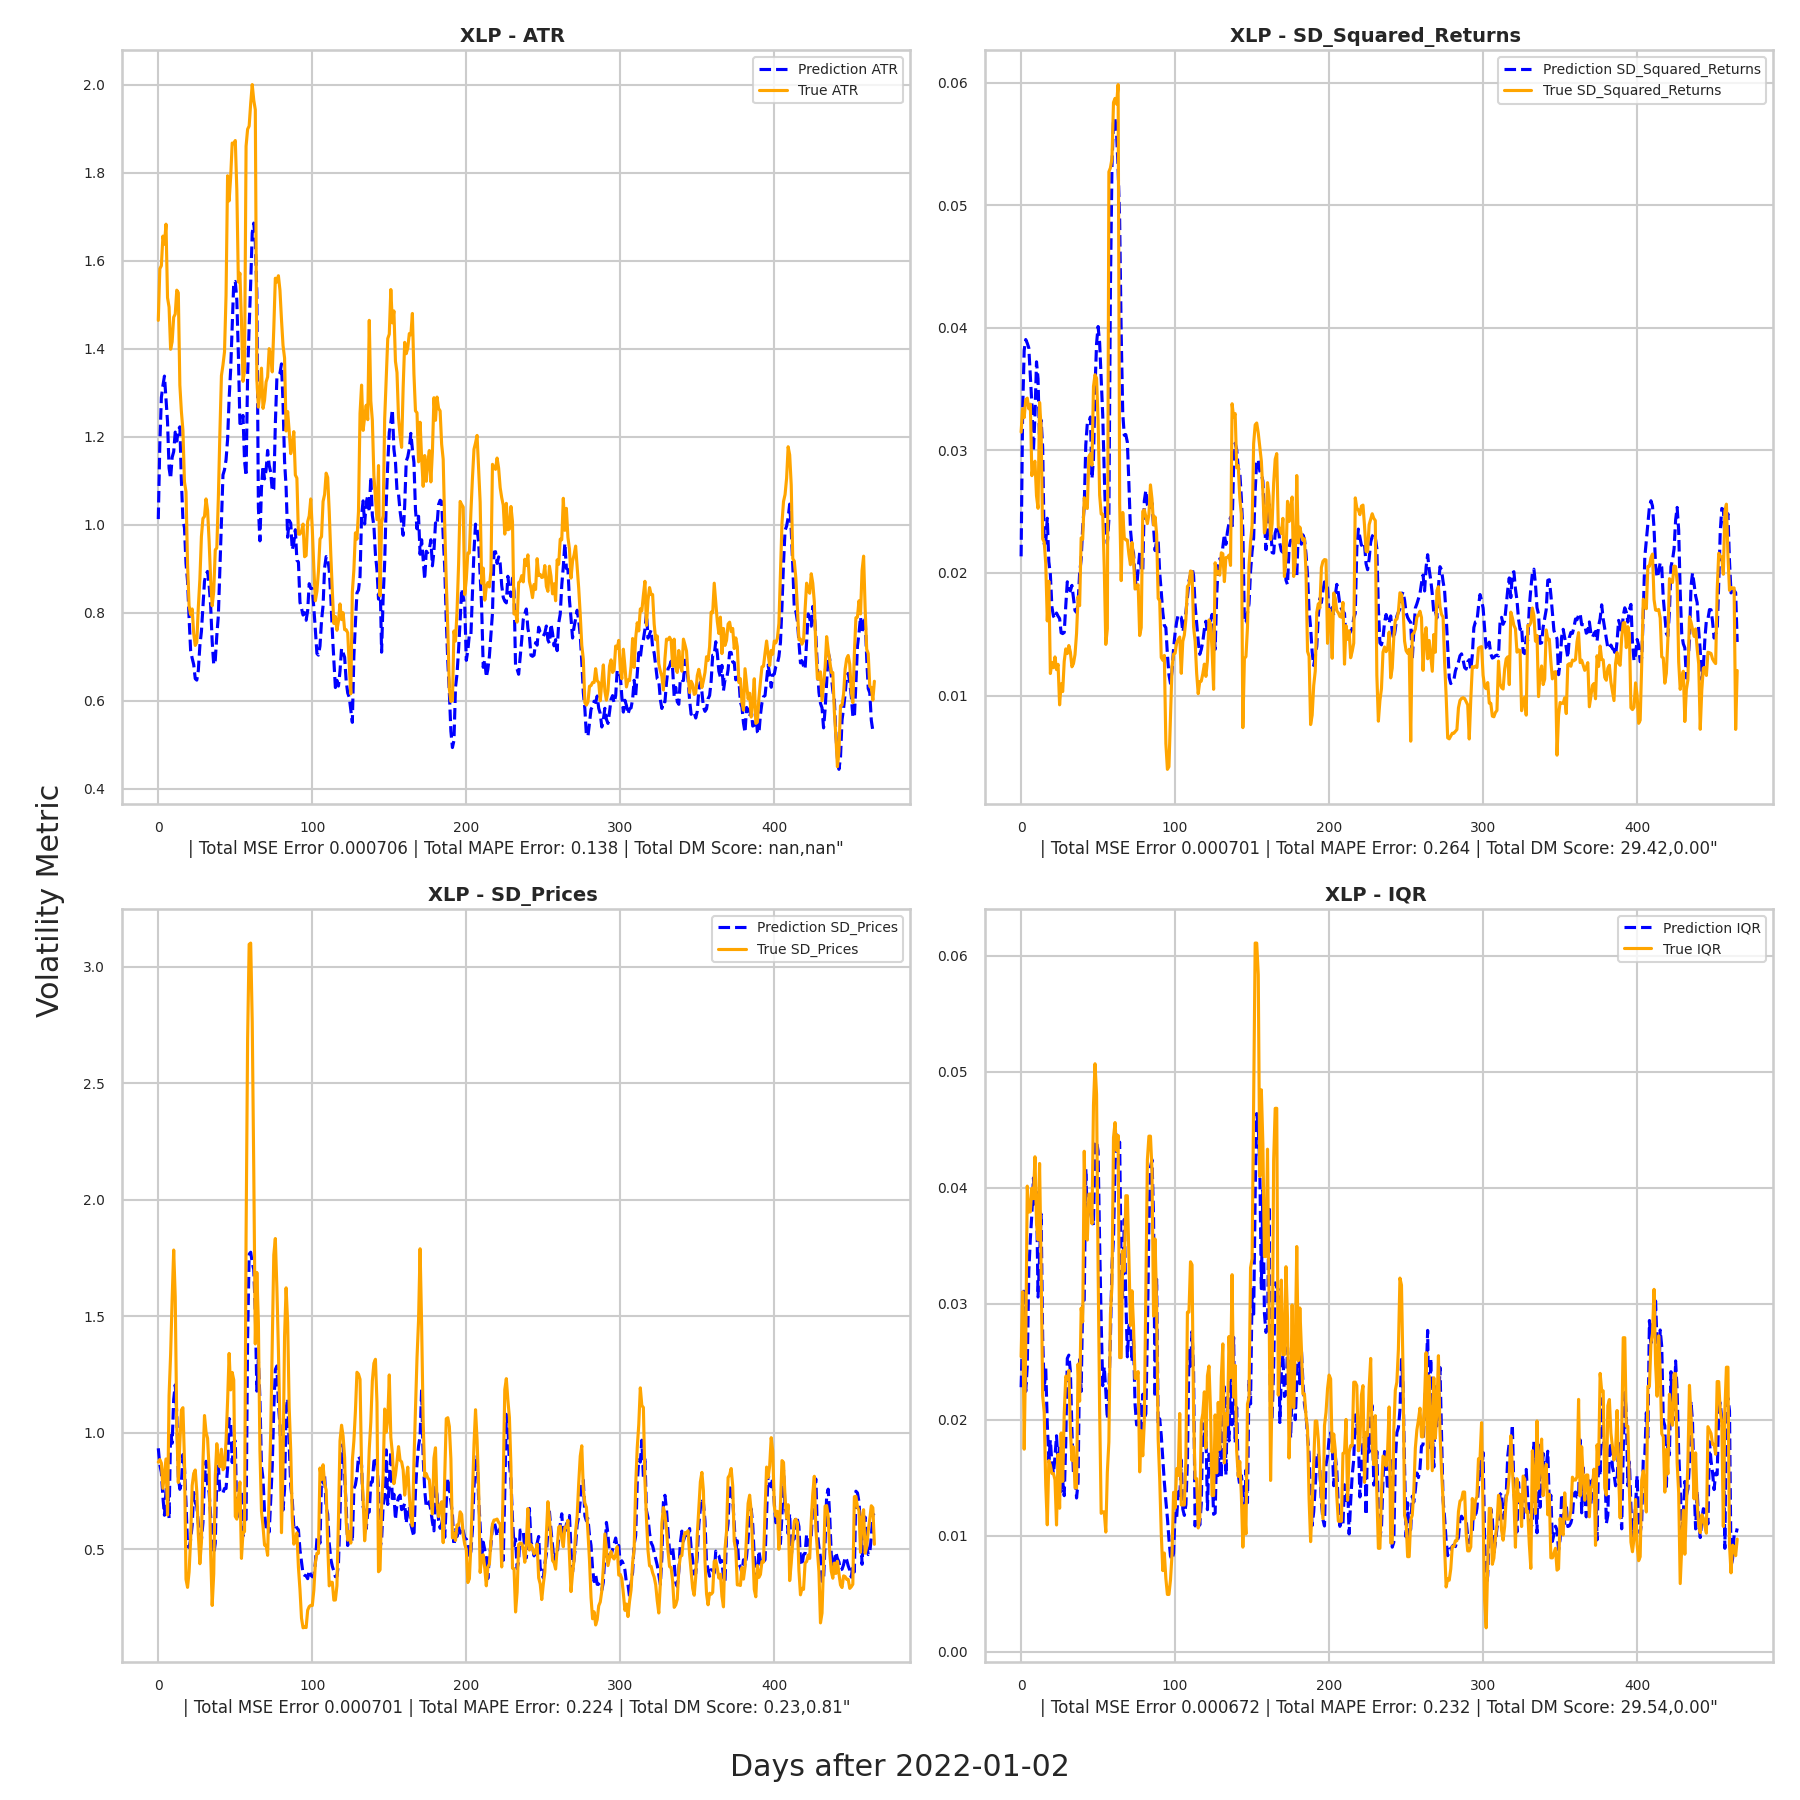 XLP - ATR
Prediction ATR
True ATR
2.0
1.8
1.6
1.4
1.2
1.0
0.8
0.6
0.4
0 100 200 300 400
| Total MSE Error 0.000706 | Total MAPE Error: 0.138 | Total DM Score: nan,nan"
XLP - SD_Squared_Returns
Prediction SD_Squared_Returns
True SD_Squared_Returns
0.06
0.05
0.04
0.03
0.02
0.01
0 100 200 300 400
| Total MSE Error 0.000701 | Total MAPE Error: 0.264 | Total DM Score: 29.42,0.00"
Volatility Metric
XLP - SD_Prices
Prediction SD_Prices
True SD_Prices
3.0
2.5
2.0
1.5
1.0
0.5
0 100 200 300 400
| Total MSE Error 0.000701 | Total MAPE Error: 0.224 | Total DM Score: 0.23,0.81"
XLP - IQR
Prediction IQR
True IQR
0.06
0.05
0.04
0.03
0.02
0.01
0.00
0 100 200 300 400
| Total MSE Error 0.000672 | Total MAPE Error: 0.232 | Total DM Score: 29.54,0.00"
Days after 2022-01-02